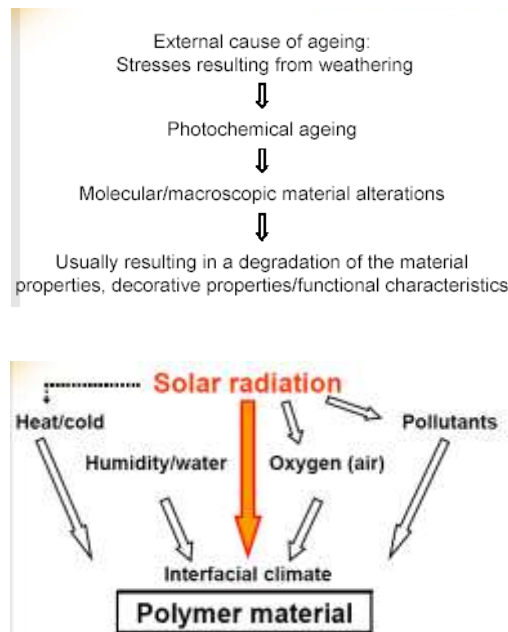 External cause of ageing:
Stresses resulting from weathering
Photochemical ageing
Molecular/macroscopic material alterations
Usually resulting in a degradation of the material
properties, decorative properties/functional characteristics
Solar radiation
Heat/cold
Pollutants
Humidity/water
Oxygen (air)
Interfacial climate
Polymer material